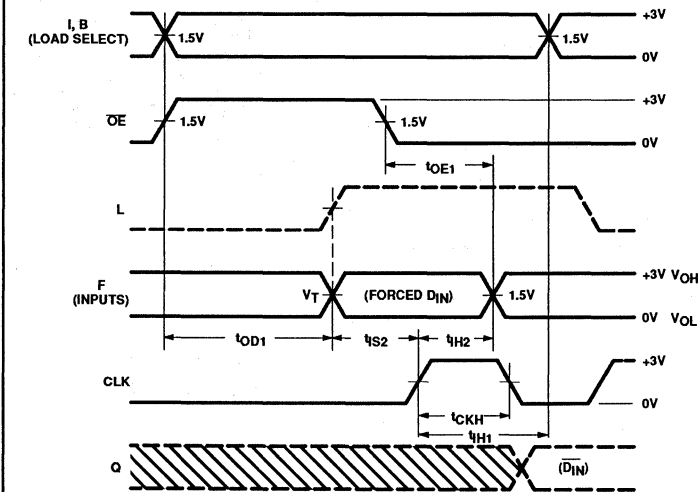 I, B
(LOAD SELECT)
1.5V
1.5V
+3V
0V
OE
1.5V
1.5V
+3V
0V
tOE1
L
F
(INPUTS)
VT
(FORCED DIN)
1.5V
+3V VOH
0V VOL
tOD1
tIS2
tIH2
CLK
+3V
0V
tCKH
tIH1
Q
(DIN)